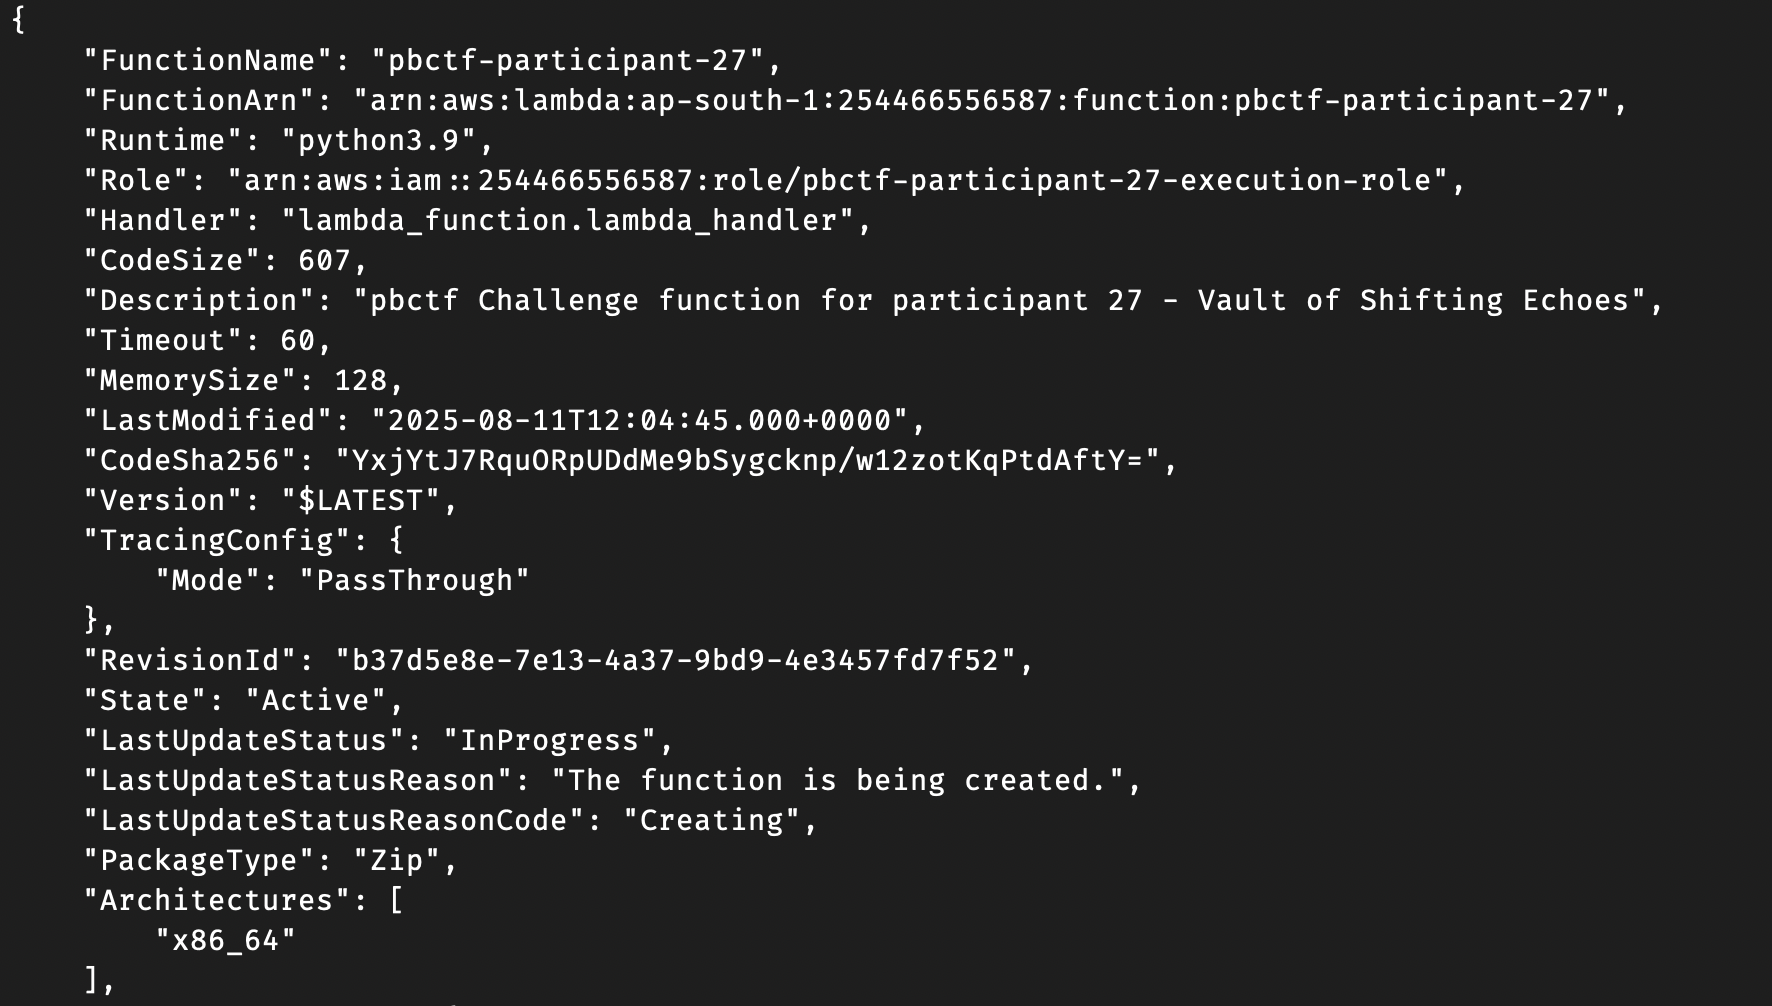 {
    "FunctionName": "pbctf-participant-27",
    "FunctionArn": "arn:aws:lambda:ap-south-1:254466556587:function:pbctf-participant-27",
    "Runtime": "python3.9",
    "Role": "arn:aws:iam::254466556587:role/pbctf-participant-27-execution-role",
    "Handler": "lambda_function.lambda_handler",
    "CodeSize": 607,
    "Description": "pbctf Challenge function for participant 27 - Vault of Shifting Echoes",
    "Timeout": 60,
    "MemorySize": 128,
    "LastModified": "2025-08-11T12:04:45.000+0000",
    "CodeSha256": "YxjYtJ7RquORpUDdMe9bSygcknp/w12zotKqPtdAftY=",
    "Version": "$LATEST",
    "TracingConfig": {
        "Mode": "PassThrough"
    },
    "RevisionId": "b37d5e8e-7e13-4a37-9bd9-4e3457fd7f52",
    "State": "Active",
    "LastUpdateStatus": "InProgress",
    "LastUpdateStatusReason": "The function is being created.",
    "LastUpdateStatusReasonCode": "Creating",
    "PackageType": "Zip",
    "Architectures": [
        "x86_64"
    ],